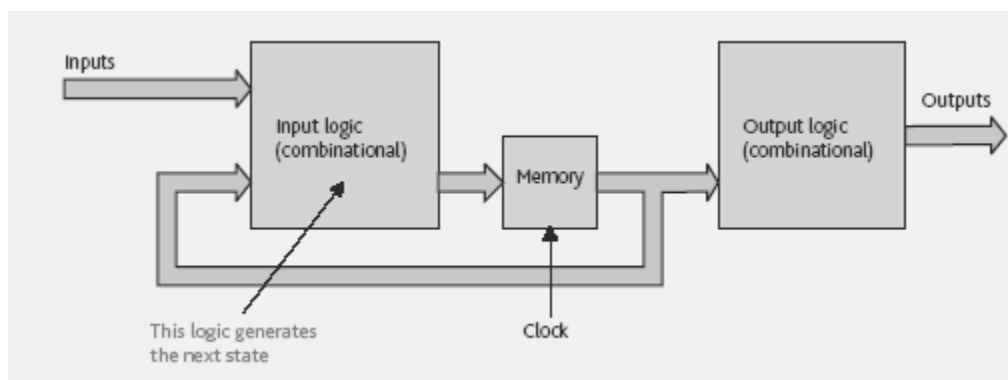 Inputs
Input logic
(combinational)
Memory
Output logic
(combinational)
Outputs
This logic generates
the next state
Clock